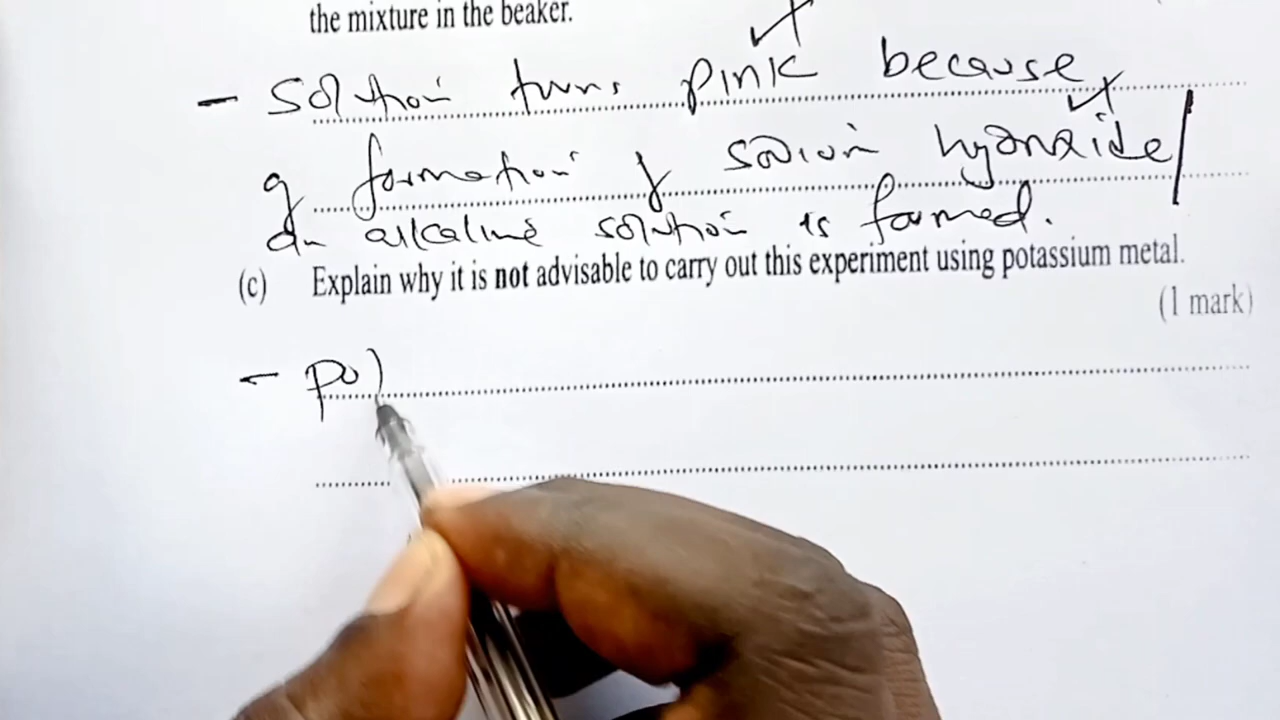 the mixture in the beaker.
- Solution turns pink because
of formation of sodium hydroxide/
an alkaline solution is formed.
(c) Explain why it is not advisable to carry out this experiment using potassium metal.
(1 mark)
- po